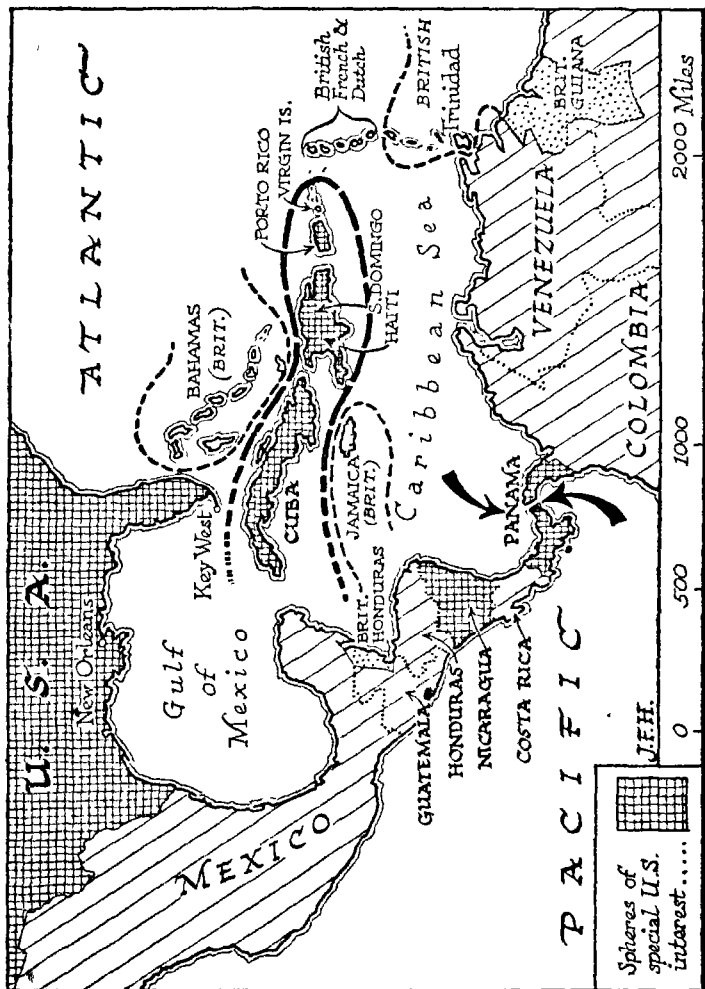 ATLANTIC
U. S. A.
New Orleans
Key West
Gulf
of
Mexico
MEXICO
BAHAMAS
(BRIT.)
CUBA
PORTO RICO
VIRGIN IS.
British
French &
Dutch
BRITISH
Trinidad
BRIT.
GUIANA
S. DOMINGO
HAITI
JAMAICA
(BRIT.)
Caribbean Sea
BRIT.
HONDURAS
GUATEMALA
HONDURAS
NICARAGUA
COSTA RICA
PANAMA
VENEZUELA
COLOMBIA
PACIFIC
J.F.H.
Spheres of
special U.S.
interest.....
0 500 1000 2000 Miles